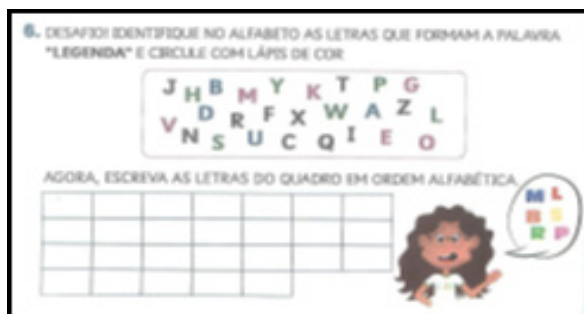 6. DESAFIO! IDENTIFIQUE NO ALFABETO AS LETRAS QUE FORMAM A PALAVRA
"LEGENDA" E CIRCULE COM LÁPIS DE COR
J H B M Y K T P G
V N D S R U F C X Q W I A E Z O L
AGORA, ESCREVA AS LETRAS DO QUADRO EM ORDEM ALFABÉTICA.
M L
B S
R P